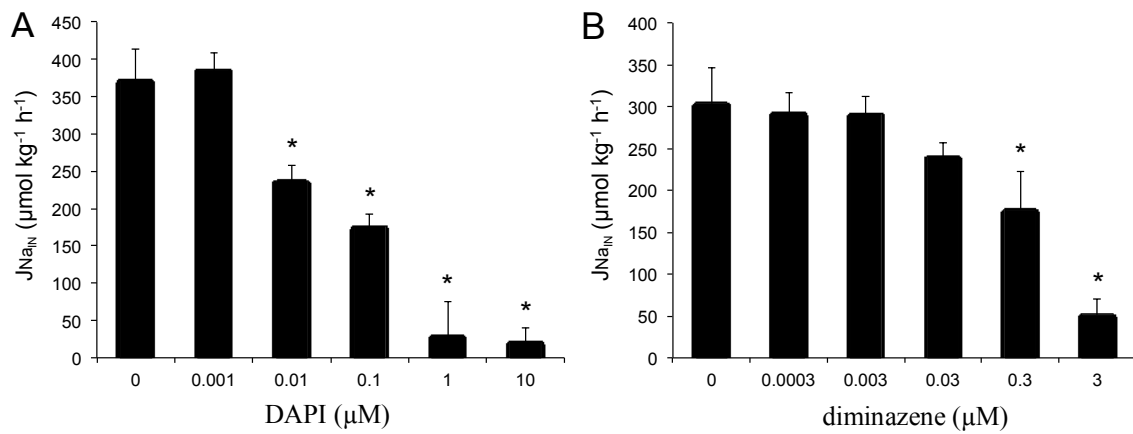 A
JNa_IN (µmol kg⁻¹ h⁻¹)
450
400
350
300
250
200
150
100
50
0
* * * *
0 0.001 0.01 0.1 1 10
DAPI (µM)
B
JNa_IN (µmol kg⁻¹ h⁻¹)
400
350
300
250
200
150
100
50
0
* *
0 0.0003 0.003 0.03 0.3 3
diminazene (µM)